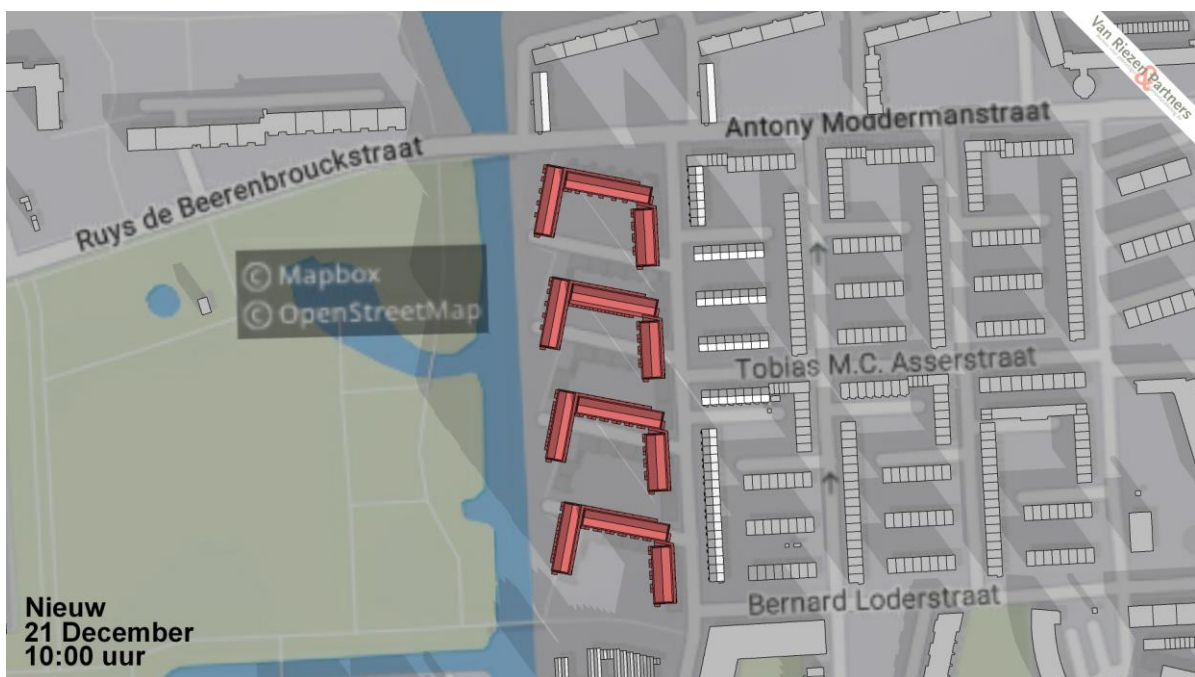 Van Riezen & Partners
Antony Moddermanstraat
Ruys de Beerenbrouckstraat
© Mapbox
© OpenStreetMap
Tobias M.C. Asserstraat
Bernard Loderstraat
Nieuw
21 December
10:00 uur